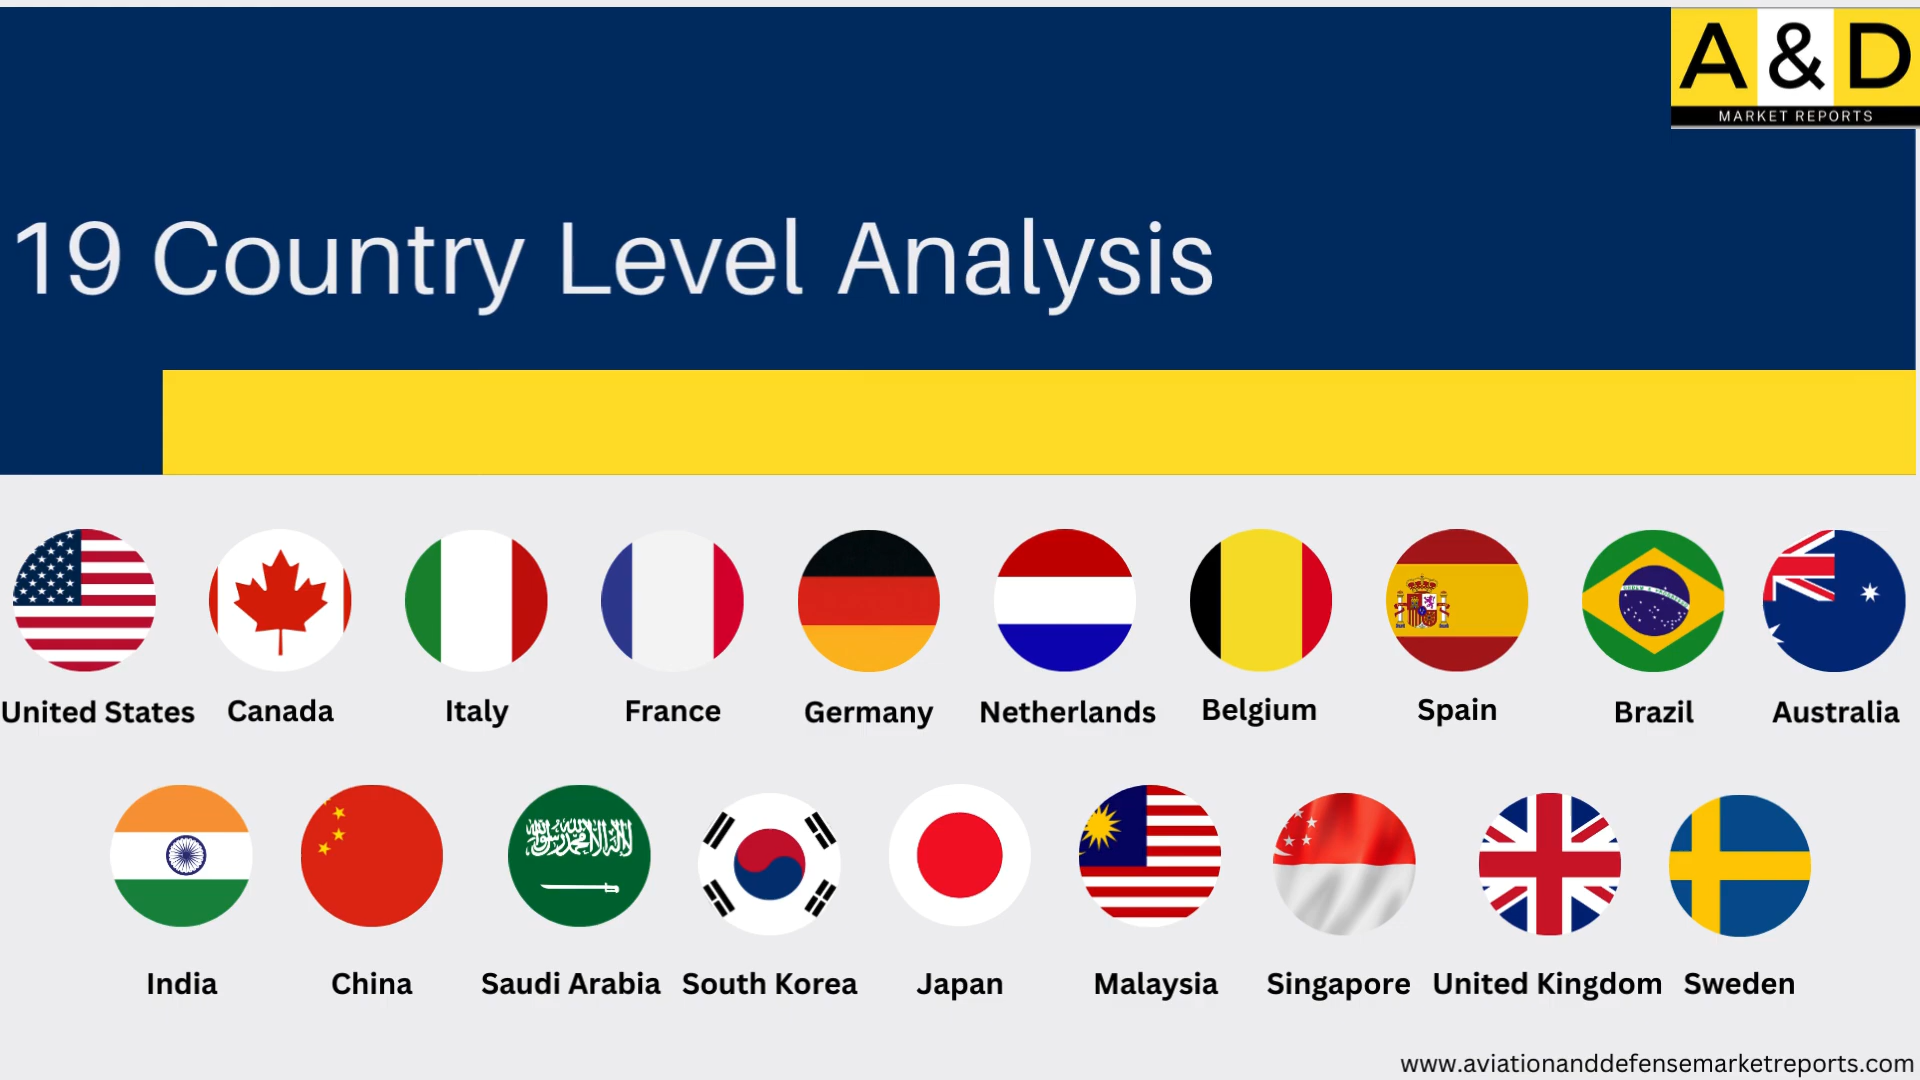 A & D
MARKET REPORTS
19 Country Level Analysis
United States
Canada
Italy
France
Germany
Netherlands
Belgium
Spain
Brazil
Australia
India
China
Saudi Arabia
South Korea
Japan
Malaysia
Singapore
United Kingdom
Sweden
www.aviationanddefensemarketreports.com